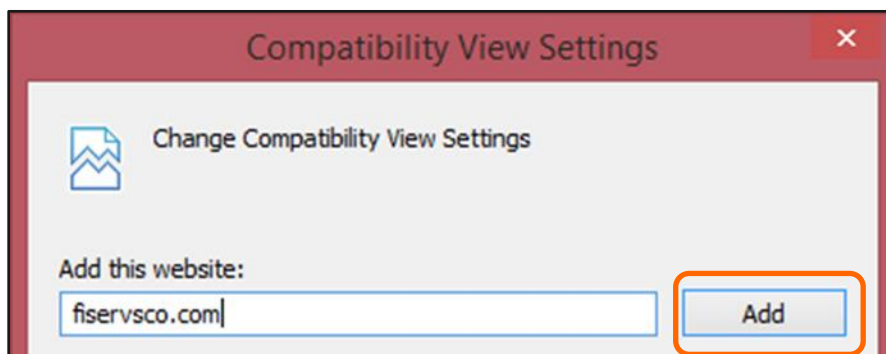 Compatibility View Settings
Change Compatibility View Settings
Add this website:
fiservsco.com
Add